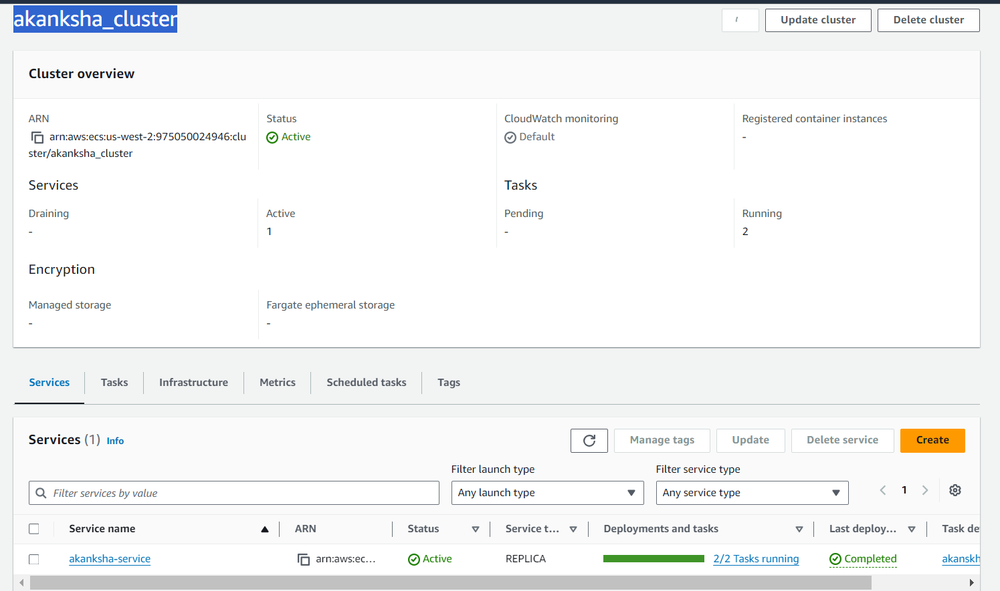 akanksha_cluster
Update cluster
Delete cluster
Cluster overview
ARN
arn:aws:ecs:us-west-2:975050024946:clu
ster/akanksha_cluster
Status
Active
CloudWatch monitoring
Default
Registered container instances
-
Services
Tasks
Draining
-
Active
1
Pending
-
Running
2
Encryption
Managed storage
-
Fargate ephemeral storage
-
Services
Tasks
Infrastructure
Metrics
Scheduled tasks
Tags
Services (1) Info
Manage tags
Update
Delete service
Create
Filter launch type
Filter service type
Filter services by value
Any launch type
Any service type
1
Service name
ARN
Status
Service t...
Deployments and tasks
Last deploy...
Task de
akanksha-service
arn:aws:ec...
Active
REPLICA
2/2 Tasks running
Completed
akanskh